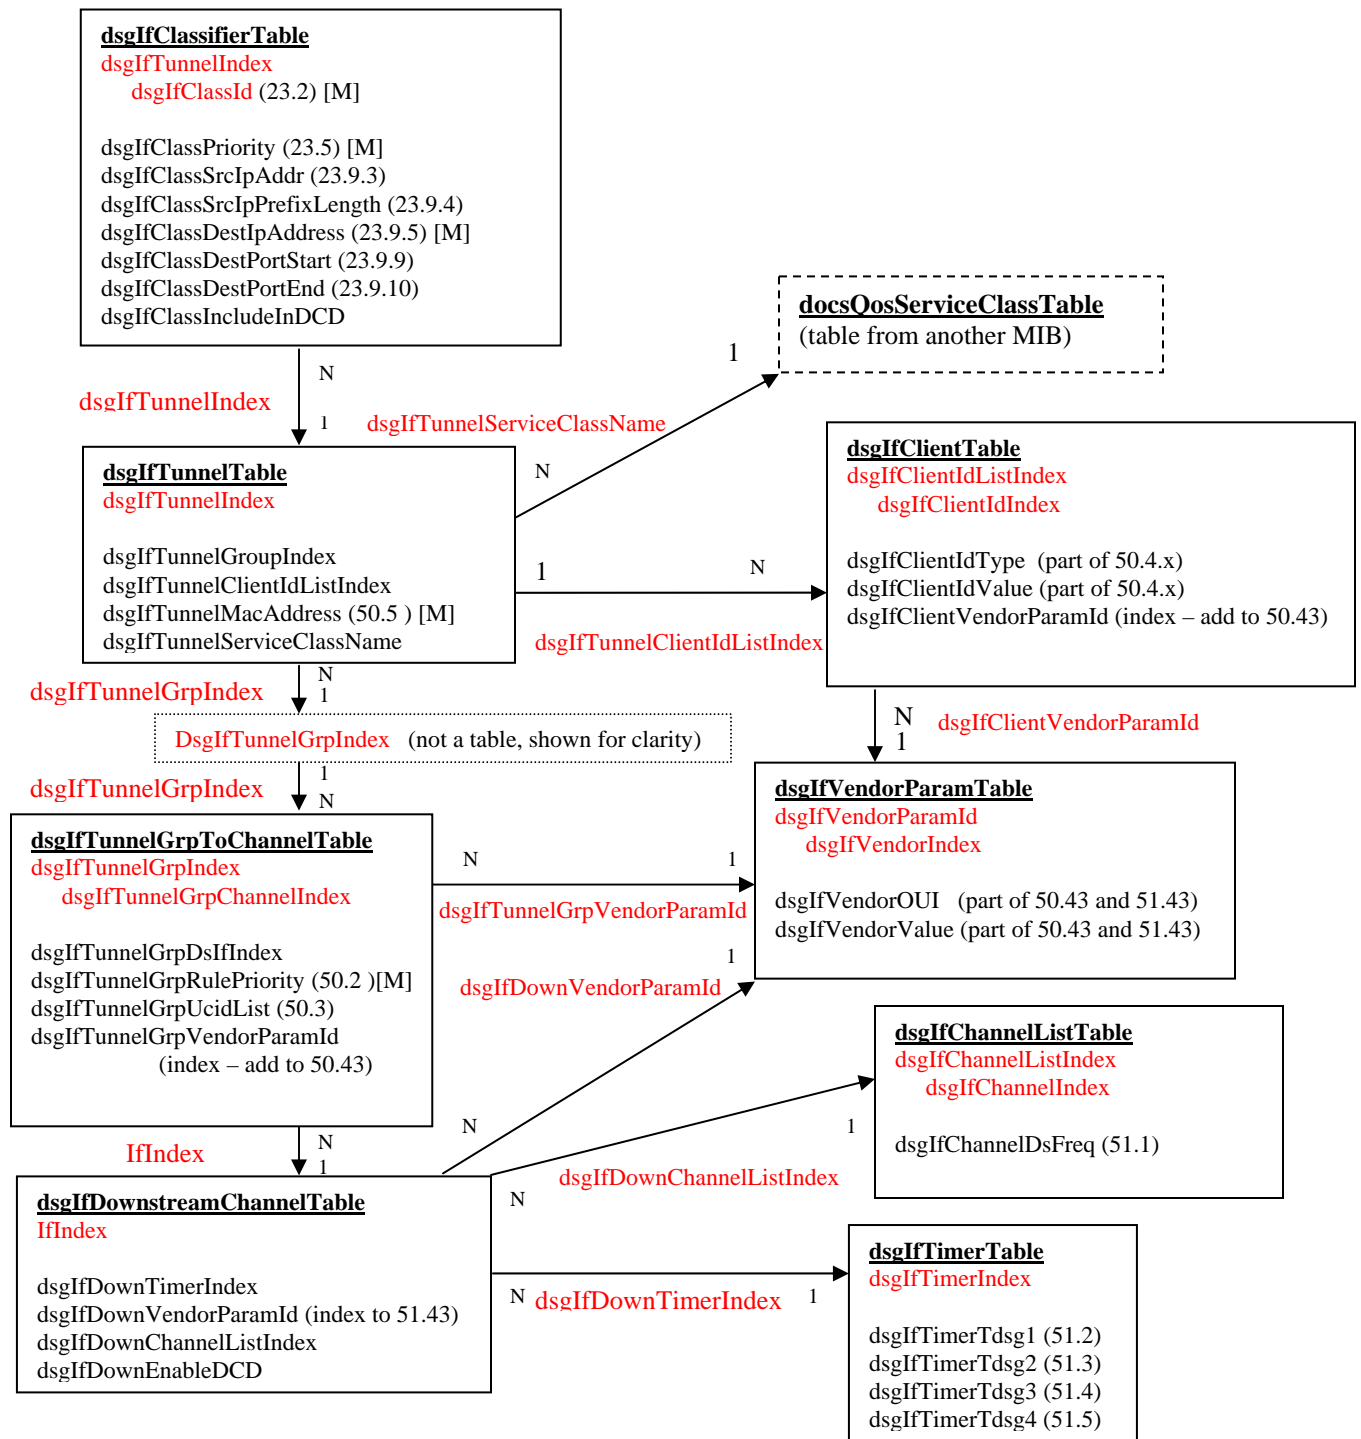 dsgIfClassifierTable
dsgIfTunnelIndex
dsgIfClassId (23.2) [M]
dsgIfClassPriority (23.5) [M]
dsgIfClassSrcIpAddr (23.9.3)
dsgIfClassSrcIpPrefixLength (23.9.4)
dsgIfClassDestIpAddress (23.9.5) [M]
dsgIfClassDestPortStart (23.9.9)
dsgIfClassDestPortEnd (23.9.10)
dsgIfClassIncludeInDCD
docsQosServiceClassTable
(table from another MIB)
N
dsgIfTunnelIndex
1
1
dsgIfTunnelServiceClassName
N
dsgIfTunnelTable
dsgIfTunnelIndex
dsgIfTunnelGroupIndex
dsgIfTunnelClientIdListIndex
dsgIfTunnelMacAddress (50.5 ) [M]
dsgIfTunnelServiceClassName
1
N
dsgIfTunnelClientIdListIndex
dsgIfClientTable
dsgIfClientIdListIndex
dsgIfClientIdIndex
dsgIfClientIdType  (part of 50.4.x)
dsgIfClientIdValue (part of 50.4.x)
dsgIfClientVendorParamId (index – add to 50.43)
N
dsgIfTunnelGrpIndex
1
DsgIfTunnelGrpIndex   (not a table, shown for clarity)
1
dsgIfTunnelGrpIndex
N
N
dsgIfClientVendorParamId
1
dsgIfTunnelGrpToChannelTable
dsgIfTunnelGrpIndex
dsgIfTunnelGrpChannelIndex
dsgIfTunnelGrpDsIfIndex
dsgIfTunnelGrpRulePriority (50.2 )[M]
dsgIfTunnelGrpUcidList (50.3)
dsgIfTunnelGrpVendorParamId
(index – add to 50.43)
N
1
dsgIfTunnelGrpVendorParamId
dsgIfVendorParamTable
dsgIfVendorParamId
dsgIfVendorIndex
dsgIfVendorOUI   (part of 50.43 and 51.43)
dsgIfVendorValue (part of 50.43 and 51.43)
1
dsgIfDownVendorParamId
N
dsgIfChannelListTable
dsgIfChannelListIndex
dsgIfChannelIndex
dsgIfChannelDsFreq (51.1)
1
dsgIfDownChannelListIndex
N
N
IfIndex
1
dsgIfDownstreamChannelTable
IfIndex
dsgIfDownTimerIndex
dsgIfDownVendorParamId (index to 51.43)
dsgIfDownChannelListIndex
dsgIfDownEnableDCD
N
dsgIfDownTimerIndex
1
dsgIfTimerTable
dsgIfTimerIndex
dsgIfTimerTdsg1 (51.2)
dsgIfTimerTdsg2 (51.3)
dsgIfTimerTdsg3 (51.4)
dsgIfTimerTdsg4 (51.5)